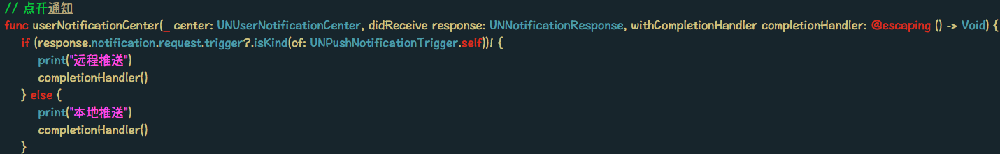 // 点开通知
func userNotificationCenter(_ center: UNUserNotificationCenter, didReceive response: UNNotificationResponse, withCompletionHandler completionHandler: @escaping () -> Void) {
    if (response.notification.request.trigger?.isKind(of: UNPushNotificationTrigger.self))! {
        print("远程推送")
        completionHandler()
    } else {
        print("本地推送")
        completionHandler()
    }